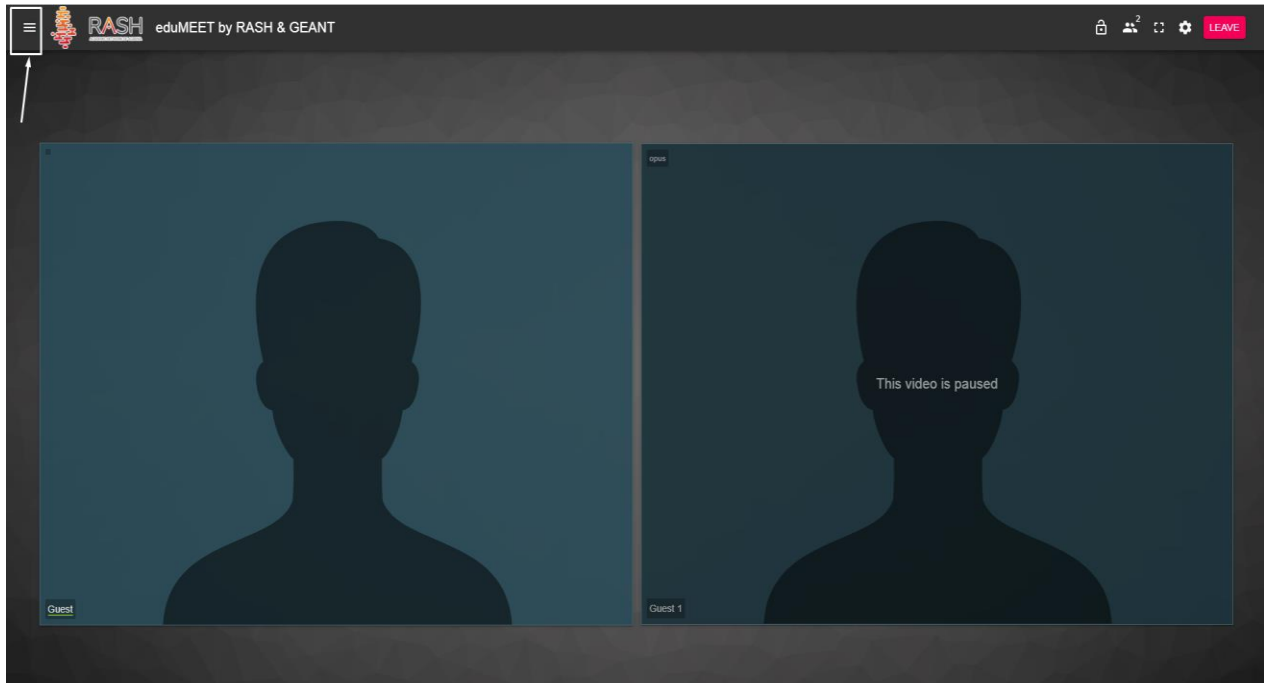 RASH eduMEET by RASH & GEANT
2
LEAVE
opus
This video is paused
Guest
Guest 1